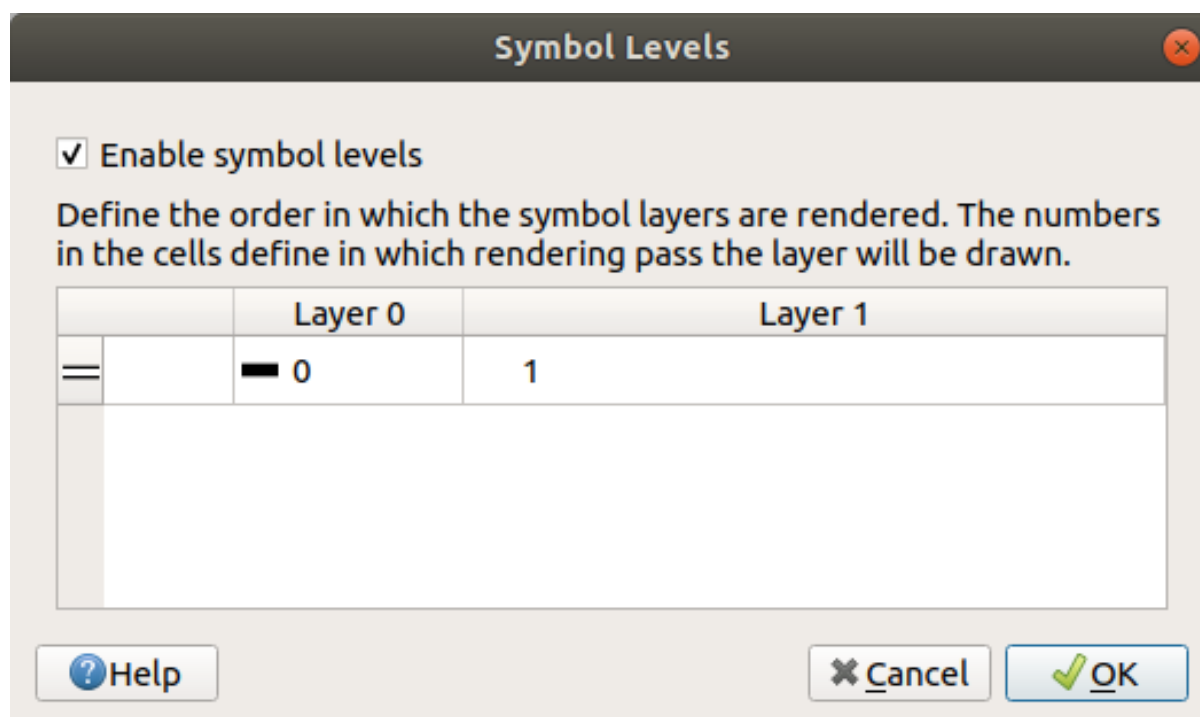 Symbol Levels
Enable symbol levels
Define the order in which the symbol layers are rendered. The numbers
in the cells define in which rendering pass the layer will be drawn.
Layer 0 Layer 1
0 1
Help Cancel OK